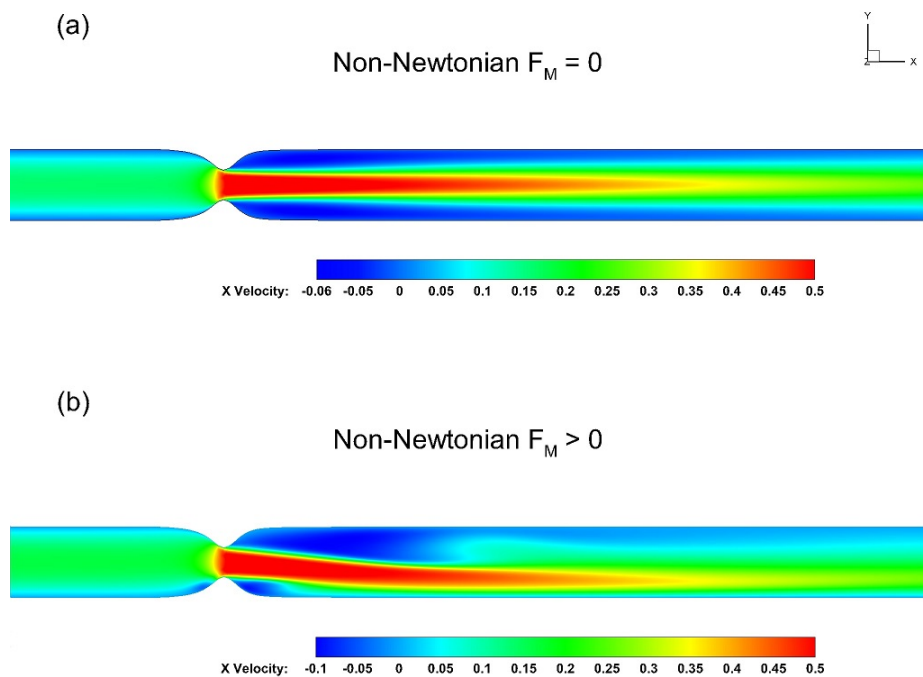 (a)
Y
Z X
Non-Newtonian F_M = 0
X Velocity: -0.06 -0.05 0 0.05 0.1 0.15 0.2 0.25 0.3 0.35 0.4 0.45 0.5
(b)
Non-Newtonian F_M > 0
X Velocity: -0.1 -0.05 0 0.05 0.1 0.15 0.2 0.25 0.3 0.35 0.4 0.45 0.5